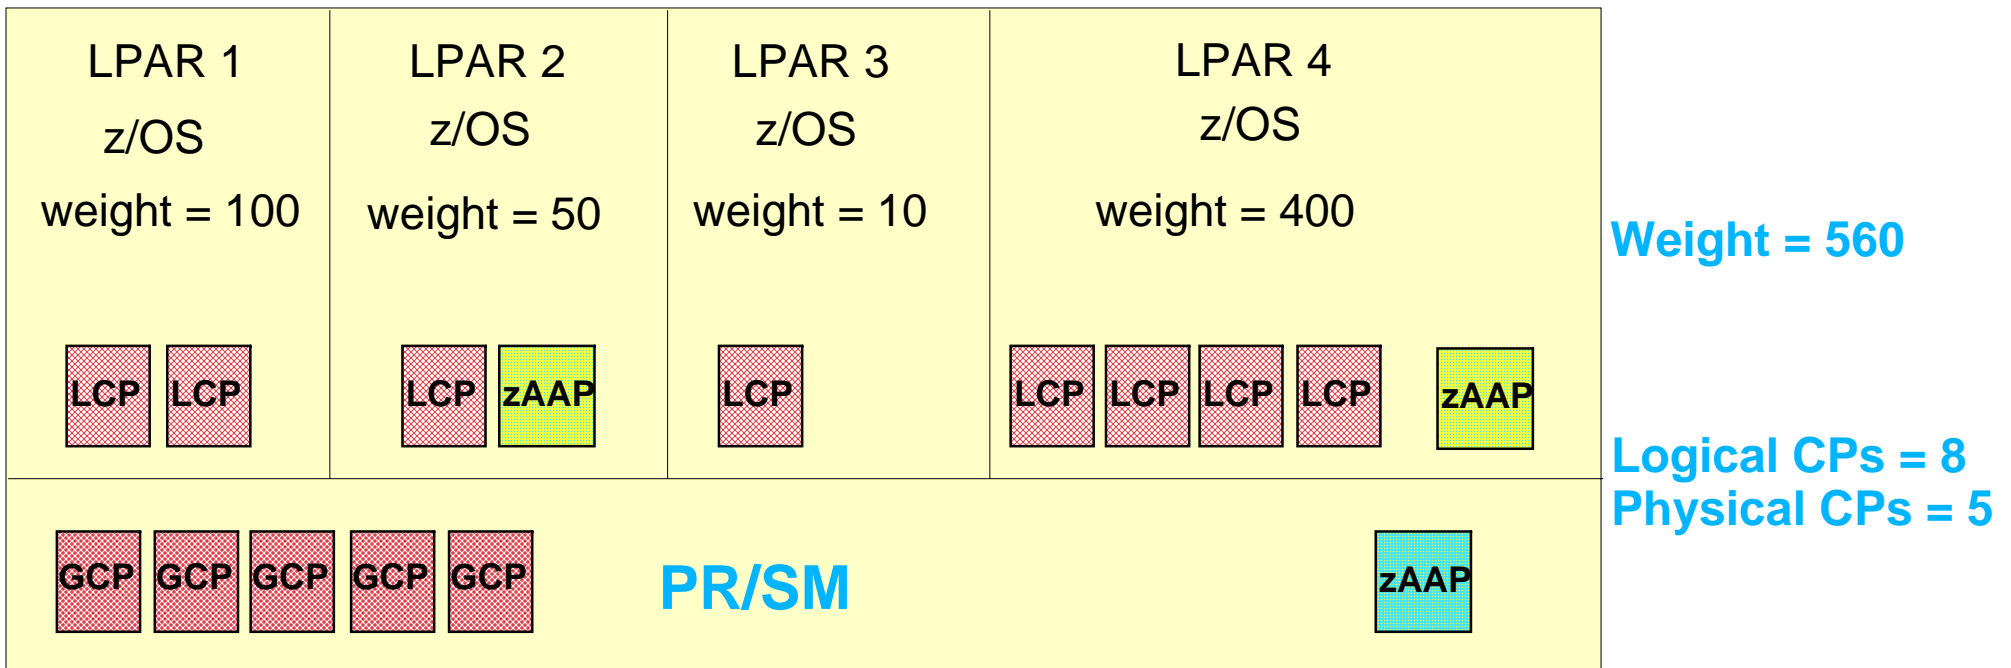 LPAR 1
z/OS
weight = 100
LCP LCP
LPAR 2
z/OS
weight = 50
LCP zAAP
LPAR 3
z/OS
weight = 10
LCP
LPAR 4
z/OS
weight = 400
LCP LCP LCP LCP zAAP
Weight = 560
Logical CPs = 8
Physical CPs = 5
GCP GCP GCP GCP GCP
PR/SM
zAAP